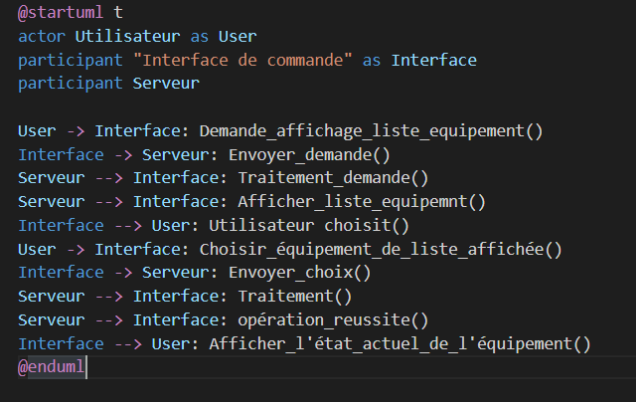 @startuml t
actor Utilisateur as User
participant "Interface de commande" as Interface
participant Serveur
User -> Interface: Demande_affichage_liste_equipement()
Interface -> Serveur: Envoyer_demande()
Serveur --> Interface: Traitement_demande()
Serveur --> Interface: Afficher_liste_equipemnt()
Interface --> User: Utilisateur choisit()
User -> Interface: Choisir_équipement_de_liste_affichée()
Interface -> Serveur: Envoyer_choix()
Serveur --> Interface: Traitement()
Serveur --> Interface: opération_reussite()
Interface --> User: Afficher_l'état_actuel_de_l'équipement()
@enduml